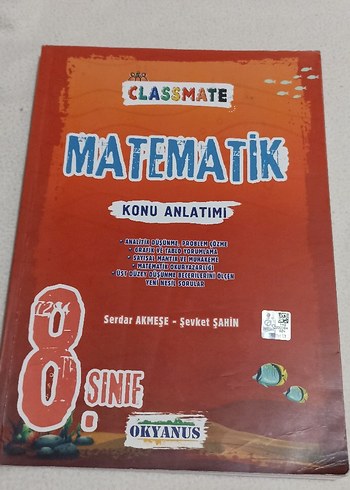 CLASSMATE
MATEMATİK
KONU ANLATIMI
- ANALİTİK DÜŞÜNME, PROBLEM ÇÖZME
- GRAFİK VE TABLO YORUMLAMA
- SAYISAL MANTIK VE MUHAKEME
- MATEMATİK OKURYAZARLIĞI
- ÜST DÜZEY DÜŞÜNME BECERİLERİNİ ÖLÇEN
YENİ NESİL SORULAR
Serdar AKMEŞE - Şevket ŞAHİN
8.
SINIF
OKYANUS